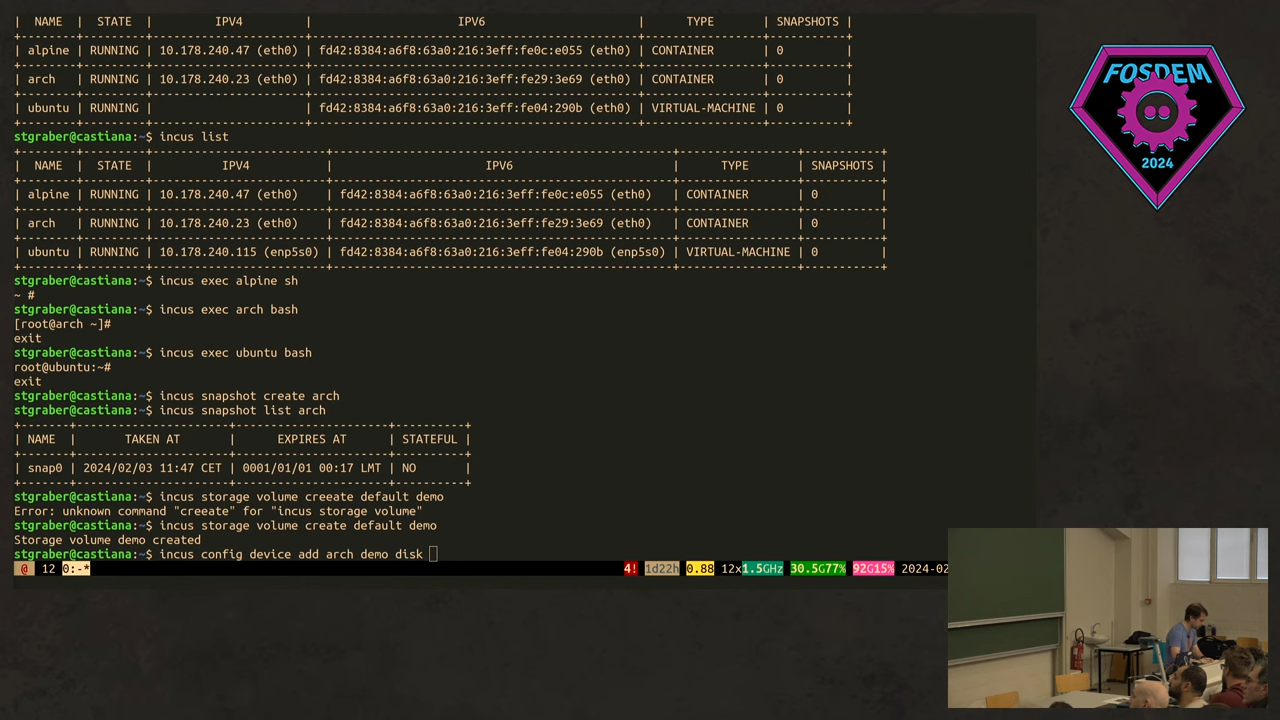 | NAME | STATE | IPV4 | IPV6 | TYPE | SNAPSHOTS |
| alpine | RUNNING | 10.178.240.47 (eth0) | fd42:8384:a6f8:63a0:216:3eff:fe0c:e055 (eth0) | CONTAINER | 0 |
| arch | RUNNING | 10.178.240.23 (eth0) | fd42:8384:a6f8:63a0:216:3eff:fe29:3e69 (eth0) | CONTAINER | 0 |
| ubuntu | RUNNING | | fd42:8384:a6f8:63a0:216:3eff:fe04:290b (eth0) | VIRTUAL-MACHINE | 0 |
stgraber@castiana:~$ incus list
| NAME | STATE | IPV4 | IPV6 | TYPE | SNAPSHOTS |
| alpine | RUNNING | 10.178.240.47 (eth0) | fd42:8384:a6f8:63a0:216:3eff:fe0c:e055 (eth0) | CONTAINER | 0 |
| arch | RUNNING | 10.178.240.23 (eth0) | fd42:8384:a6f8:63a0:216:3eff:fe29:3e69 (eth0) | CONTAINER | 0 |
| ubuntu | RUNNING | 10.178.240.115 (enp5s0) | fd42:8384:a6f8:63a0:216:3eff:fe04:290b (enp5s0) | VIRTUAL-MACHINE | 0 |
stgraber@castiana:~$ incus exec alpine sh
~ #
stgraber@castiana:~$ incus exec arch bash
[root@arch ~]#
exit
stgraber@castiana:~$ incus exec ubuntu bash
root@ubuntu:~#
exit
stgraber@castiana:~$ incus snapshot create arch
stgraber@castiana:~$ incus snapshot list arch
| NAME | TAKEN AT | EXPIRES AT | STATEFUL |
| snap0 | 2024/02/03 11:47 CET | 0001/01/01 00:17 LMT | NO |
stgraber@castiana:~$ incus storage volume creeate default demo
Error: unknown command "creeate" for "incus storage volume"
stgraber@castiana:~$ incus storage volume create default demo
Storage volume demo created
stgraber@castiana:~$ incus config device add arch demo disk
@ 12 0:-* 4! 1d22h 0.88 12x1.5GHz 30.5G77% 92G15% 2024-02
FOSDEM
2024